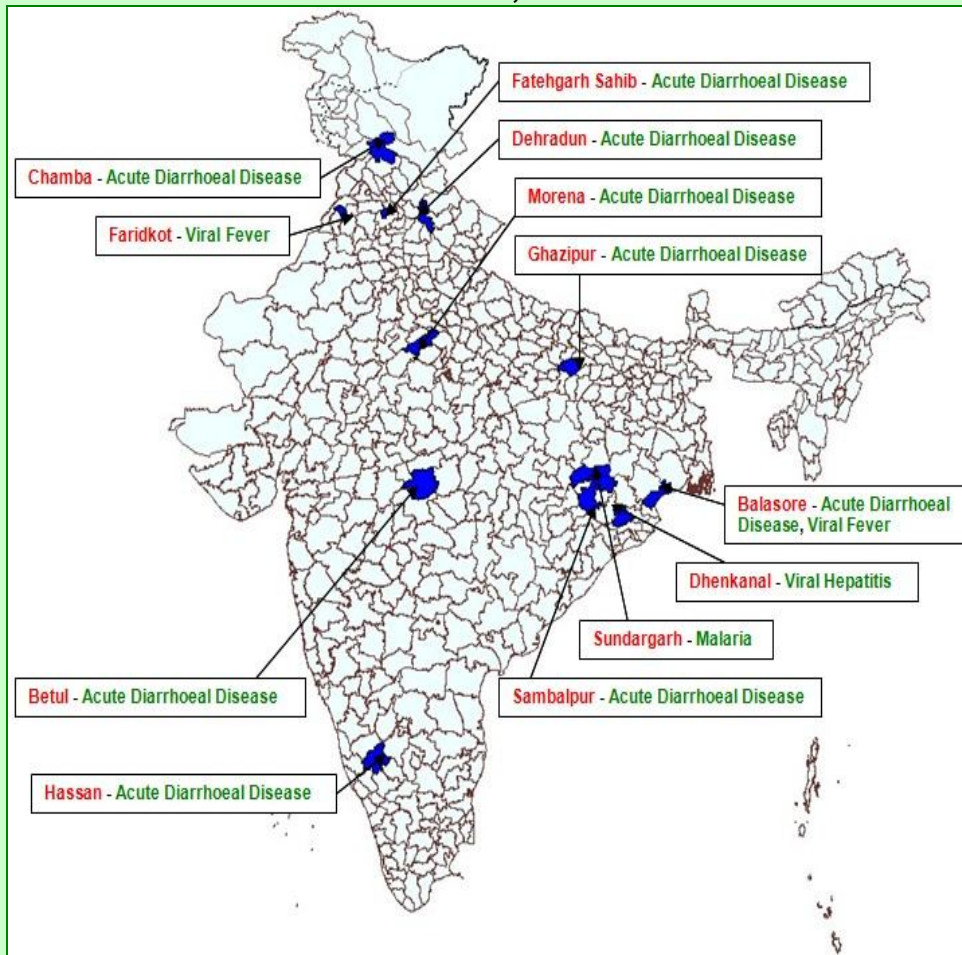 Fatehgarh Sahib - Acute Diarrhoeal Disease
Dehradun - Acute Diarrhoeal Disease
Chamba - Acute Diarrhoeal Disease
Morena - Acute Diarrhoeal Disease
Faridkot - Viral Fever
Ghazipur - Acute Diarrhoeal Disease
Balasore - Acute Diarrhoeal
Disease, Viral Fever
Dhenkanal - Viral Hepatitis
Sundargarh - Malaria
Betul - Acute Diarrhoeal Disease
Sambalpur - Acute Diarrhoeal Disease
Hassan - Acute Diarrhoeal Disease